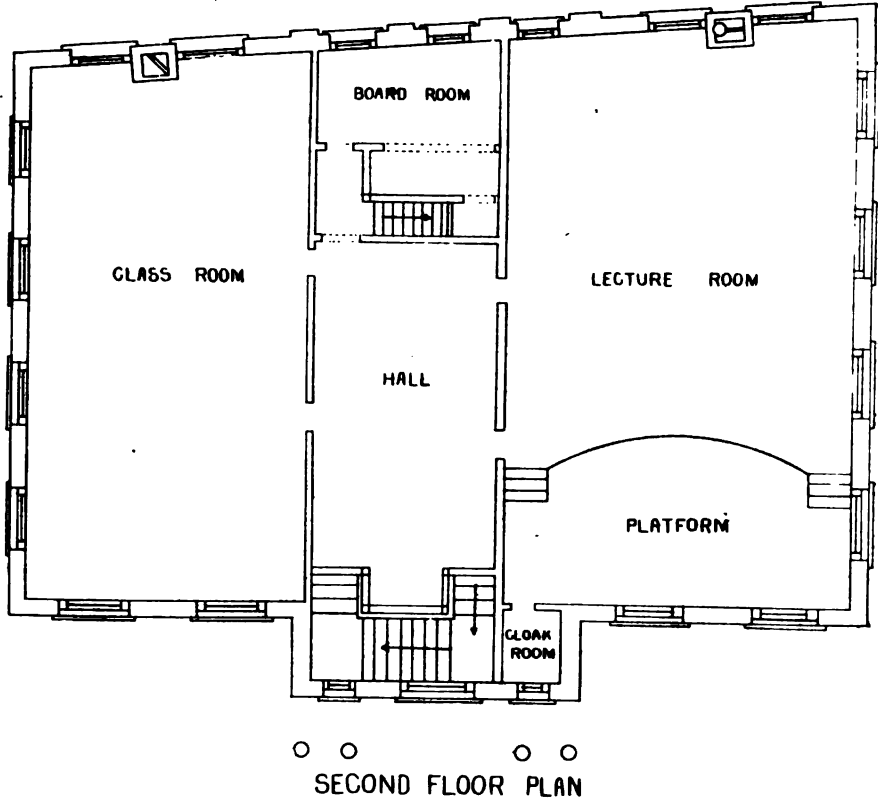 BOARD ROOM
CLASS ROOM
LECTURE ROOM
HALL
PLATFORM
CLOAK
ROOM
SECOND FLOOR PLAN